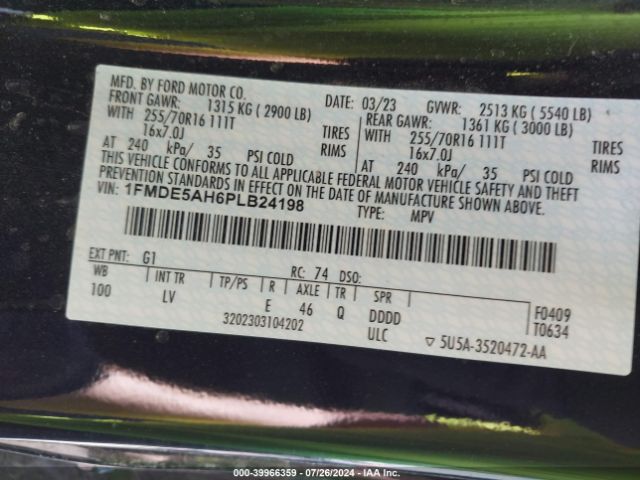 MFD. BY FORD MOTOR CO.
DATE: 03/23 GVWR: 2513 KG ( 5540 LB)
FRONT GAWR: 1315 KG ( 2900 LB) REAR GAWR: 1361 KG ( 3000 LB)
WITH 255/70R16 111T TIRES WITH 255/70R16 111T TIRES
16x7.0J RIMS 16x7.0J RIMS
AT 240 kPa/ 35 PSI COLD AT 240 kPa/ 35 PSI COLD
THIS VEHICLE CONFORMS TO ALL APPLICABLE FEDERAL MOTOR VEHICLE SAFETY AND THEFT
PREVENTION STANDARDS IN EFFECT ON THE DATE OF MANUFACTURE SHOWN ABOVE.
VIN: 1FMDE5AH6PLB24198 TYPE: MPV
EXT PNT: G1 RC: 74 DSO:
WB INT TR TP/PS R AXLE TR SPR
100 LV E 46 Q DDDD
F0409
T0634
3202303104202 ULC ▽ 5U5A-3520472-AA
000-39966359 | 07/26/2024 - IAA Inc.